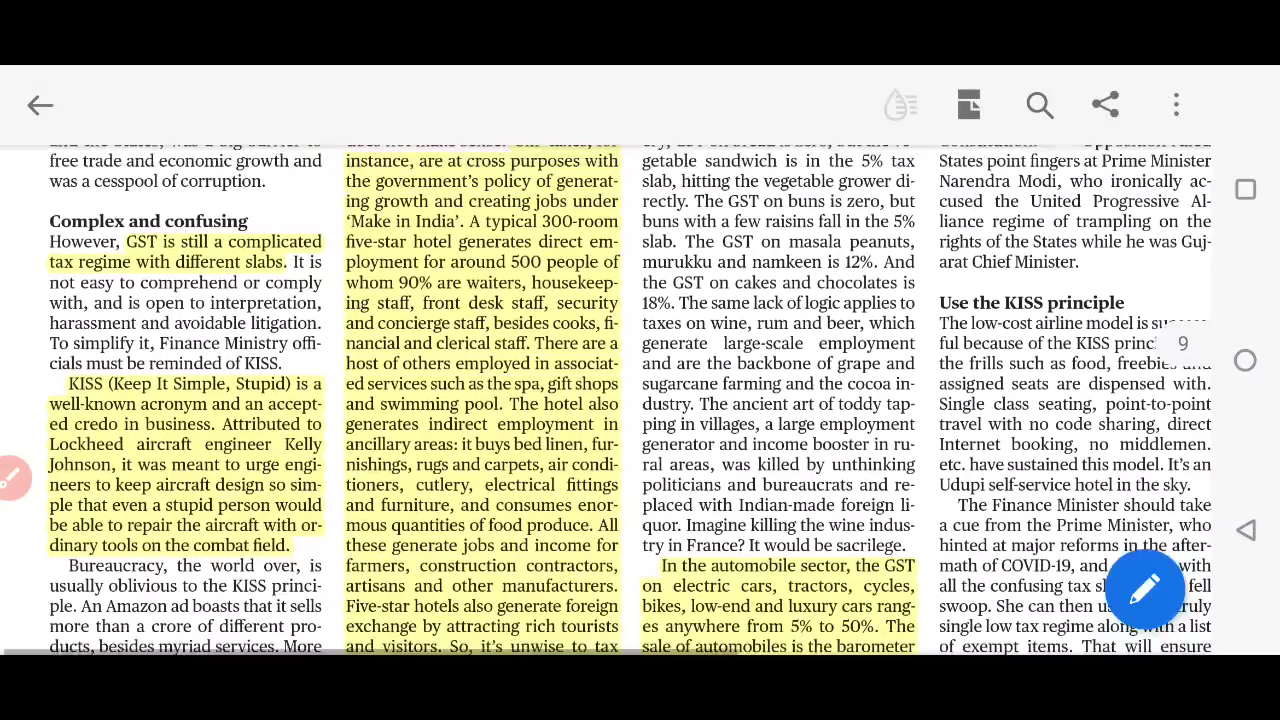 and the States, was a big barrier to
free trade and economic growth and
was a cesspool of corruption.
Complex and confusing
However, GST is still a complicated
tax regime with different slabs. It is
not easy to comprehend or comply
with, and is open to interpretation,
harassment and avoidable litigation.
To simplify it, Finance Ministry offi-
cials must be reminded of KISS.
KISS (Keep It Simple, Stupid) is a
well-known acronym and an accept-
ed credo in business. Attributed to
Lockheed aircraft engineer Kelly
Johnson, it was meant to urge engi-
neers to keep aircraft design so sim-
ple that even a stupid person would
be able to repair the aircraft with or-
dinary tools on the combat field.
Bureaucracy, the world over, is
usually oblivious to the KISS princi-
ple. An Amazon ad boasts that it sells
more than a crore of different pro-
ducts, besides myriad services. More
instance, are at cross purposes with
the government's policy of generat-
ing growth and creating jobs under
'Make in India'. A typical 300-room
five-star hotel generates direct em-
ployment for around 500 people of
whom 90% are waiters, housekeep-
ing staff, front desk staff, security
and concierge staff, besides cooks, fi-
nancial and clerical staff. There are a
host of others employed in associat-
ed services such as the spa, gift shops
and swimming pool. The hotel also
generates indirect employment in
ancillary areas: it buys bed linen, fur-
nishings, rugs and carpets, air condi-
tioners, cutlery, electrical fittings
and furniture, and consumes enor-
mous quantities of food produce. All
these generate jobs and income for
farmers, construction contractors,
artisans and other manufacturers.
Five-star hotels also generate foreign
exchange by attracting rich tourists
and visitors. So, it's unwise to tax
getable sandwich is in the 5% tax
slab, hitting the vegetable grower di-
rectly. The GST on buns is zero, but
buns with a few raisins fall in the 5%
slab. The GST on masala peanuts,
murukku and namkeen is 12%. And
the GST on cakes and chocolates is
18%. The same lack of logic applies to
taxes on wine, rum and beer, which
generate large-scale employment
and are the backbone of grape and
sugarcane farming and the cocoa in-
dustry. The ancient art of toddy tap-
ping in villages, a large employment
generator and income booster in ru-
ral areas, was killed by unthinking
politicians and bureaucrats and re-
placed with Indian-made foreign li-
quor. Imagine killing the wine indus-
try in France? It would be sacrilege.
In the automobile sector, the GST
on electric cars, tractors, cycles,
bikes, low-end and luxury cars rang-
es anywhere from 5% to 50%. The
sale of automobiles is the barometer
States point fingers at Prime Minister
Narendra Modi, who ironically ac-
cused the United Progressive Al-
liance regime of trampling on the
rights of the States while he was Guj-
arat Chief Minister.
Use the KISS principle
The low-cost airline model is
ful because of the KISS
the frills such as food, freebies and
assigned seats are dispensed with.
Single class seating, point-to-point
travel with no code sharing, direct
Internet booking, no middlemen.
etc. have sustained this model. It's an
Udupi self-service hotel in the sky.
The Finance Minister should take
a cue from the Prime Minister, who
hinted at major reforms in the after-
math of COVID-19, and with
all the confusing tax fell
swoop. She can then
single low tax regime along with a list
of exempt items. That will ensure
9